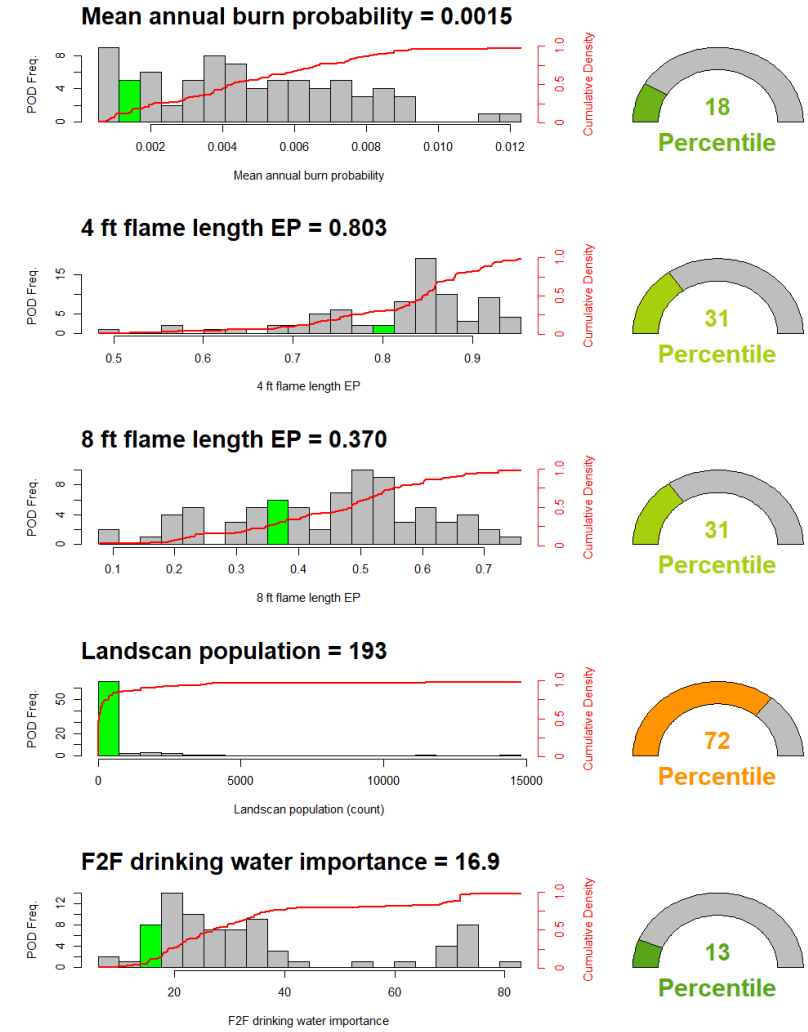 Mean annual burn probability = 0.0015
POD Freq.
0 4 8
0.002 0.004 0.006 0.008 0.010 0.012
Mean annual burn probability
0 0.5 1.0
Cumulative Density
18
Percentile
4 ft flame length EP = 0.803
POD Freq.
0 5 15
0.5 0.6 0.7 0.8 0.9
4 ft flame length EP
0 0.5 1.0
Cumulative Density
31
Percentile
8 ft flame length EP = 0.370
POD Freq.
0 4 8
0.1 0.2 0.3 0.4 0.5 0.6 0.7
8 ft flame length EP
0 0.5 1.0
Cumulative Density
31
Percentile
Landscan population = 193
POD Freq.
0 20 50
0 5000 10000 15000
Landscan population (count)
0 0.5 1.0
Cumulative Density
72
Percentile
F2F drinking water importance = 16.9
POD Freq.
0 4 12
20 40 60 80
F2F drinking water importance
0 0.5 1.0
Cumulative Density
13
Percentile